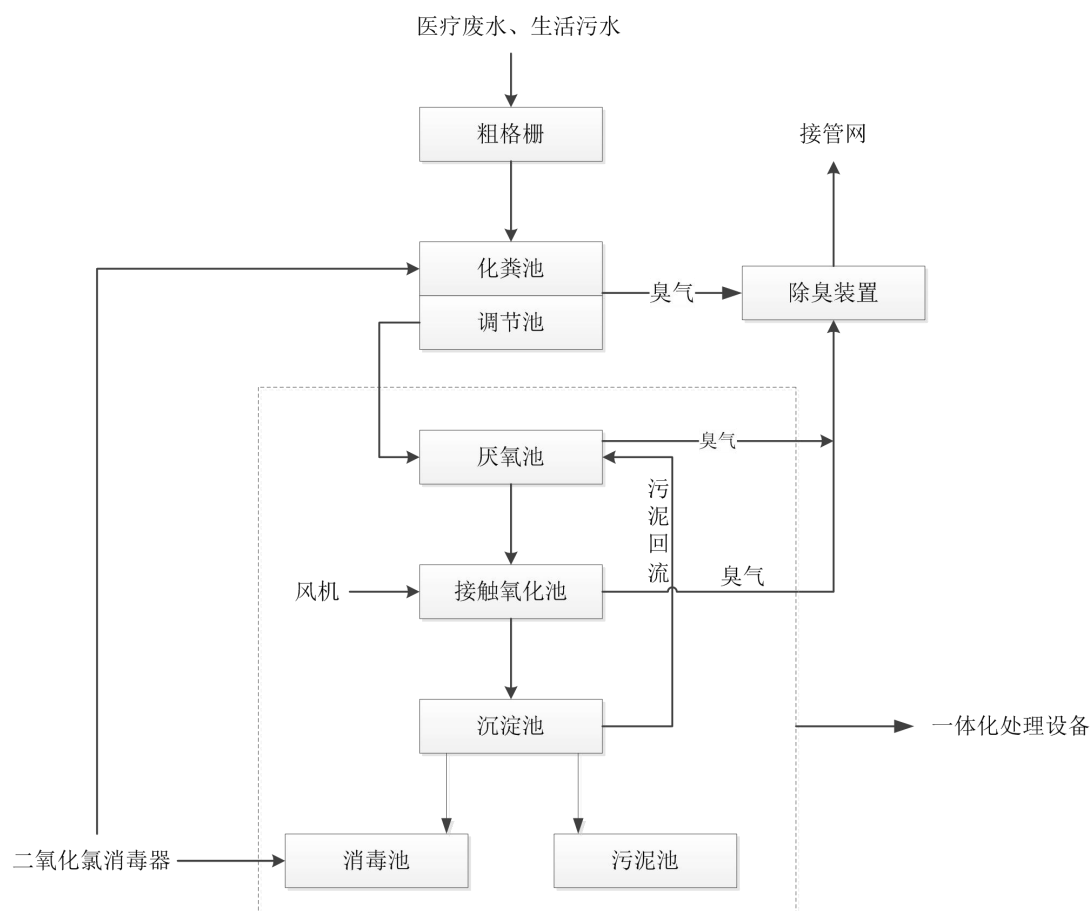 医疗废水、生活污水
粗格栅
接管网
化粪池
臭气
除臭装置
调节池
厌氧池
臭气
污泥回流
风机
接触氧化池
臭气
沉淀池
一体化处理设备
二氧化氯消毒器
消毒池
污泥池